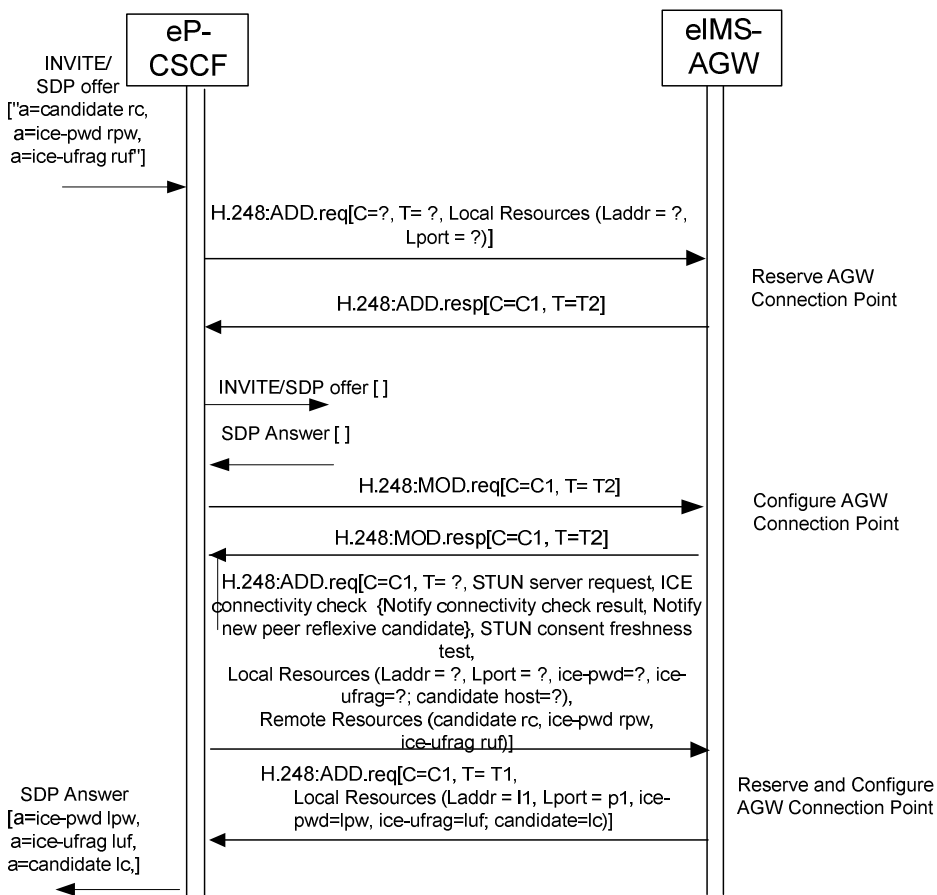 eP-
CSCF
eIMS-
AGW
INVITE/
SDP offer
["a=candidate rc,
a=ice-pwd rpw,
a=ice-ufrag ruf"]
H.248:ADD.req[C=?, T= ?, Local Resources (Laddr = ?,
Lport = ?)]
Reserve AGW
Connection Point
H.248:ADD.resp[C=C1, T=T2]
INVITE/SDP offer [ ]
SDP Answer [ ]
H.248:MOD.req[C=C1, T= T2]
Configure AGW
Connection Point
H.248:MOD.resp[C=C1, T=T2]
H.248:ADD.req[C=C1, T= ?, STUN server request, ICE
connectivity check {Notify connectivity check result, Notify
new peer reflexive candidate}, STUN consent freshness
test,
Local Resources (Laddr = ?, Lport = ?, ice-pwd=?, ice-
ufrag=?; candidate host=?),
Remote Resources (candidate rc, ice-pwd rpw,
ice-ufrag ruf)]
H.248:ADD.req[C=C1, T= T1,
Local Resources (Laddr = l1, Lport = p1, ice-
pwd=lpw, ice-ufrag=luf; candidate=lc)]
Reserve and Configure
AGW Connection Point
SDP Answer
[a=ice-pwd lpw,
a=ice-ufrag luf,
a=candidate lc,]